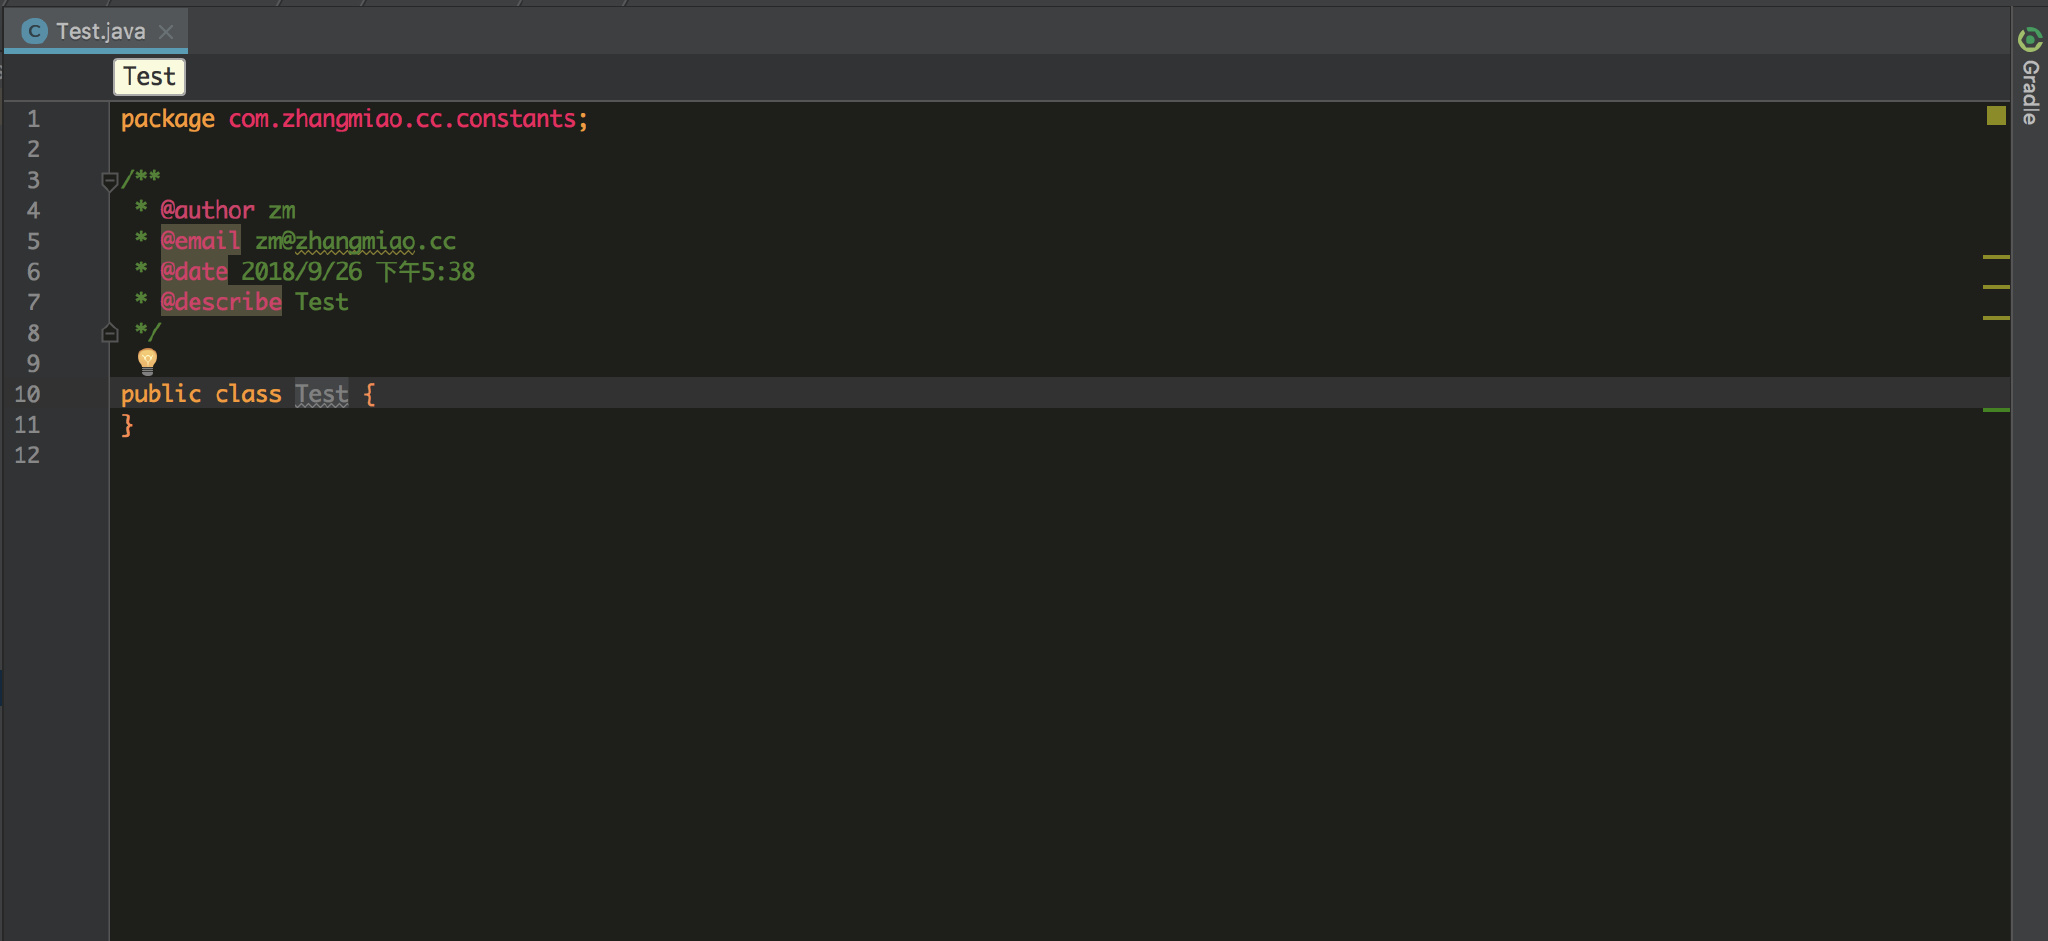 Test.java
Gradle
Test
1 package com.zhangmiao.cc.constants;
2
3 /**
4 * @author zm
5 * @email zm@zhangmiao.cc
6 * @date 2018/9/26 下午5:38
7 * @describe Test
8 */
9
10 public class Test {
11 }
12